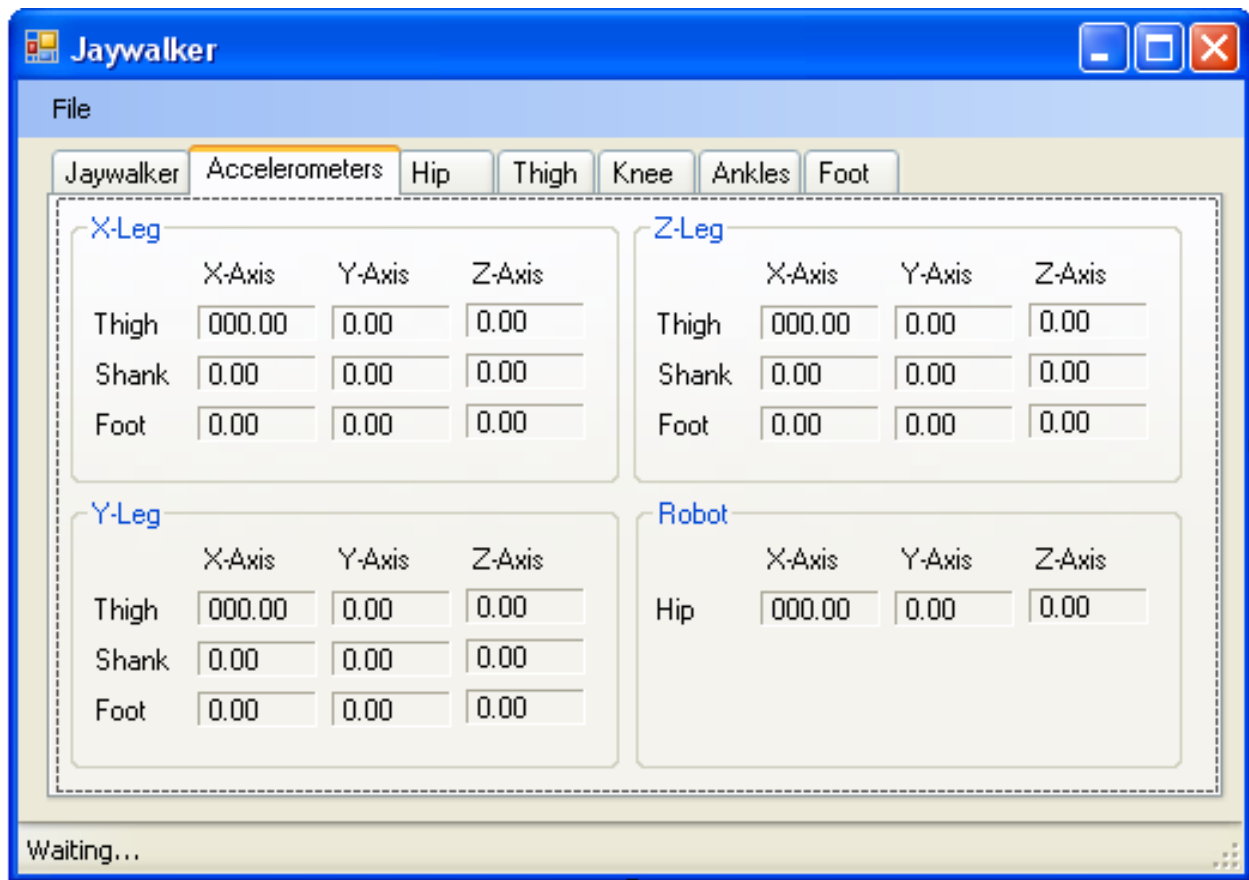 Jaywalker
File
Jaywalker Accelerometers Hip Thigh Knee Ankles Foot
X-Leg
X-Axis Y-Axis Z-Axis
Thigh 000.00 0.00 0.00
Shank 0.00 0.00 0.00
Foot 0.00 0.00 0.00
Z-Leg
X-Axis Y-Axis Z-Axis
Thigh 000.00 0.00 0.00
Shank 0.00 0.00 0.00
Foot 0.00 0.00 0.00
Y-Leg
X-Axis Y-Axis Z-Axis
Thigh 000.00 0.00 0.00
Shank 0.00 0.00 0.00
Foot 0.00 0.00 0.00
Robot
X-Axis Y-Axis Z-Axis
Hip 000.00 0.00 0.00
Waiting...